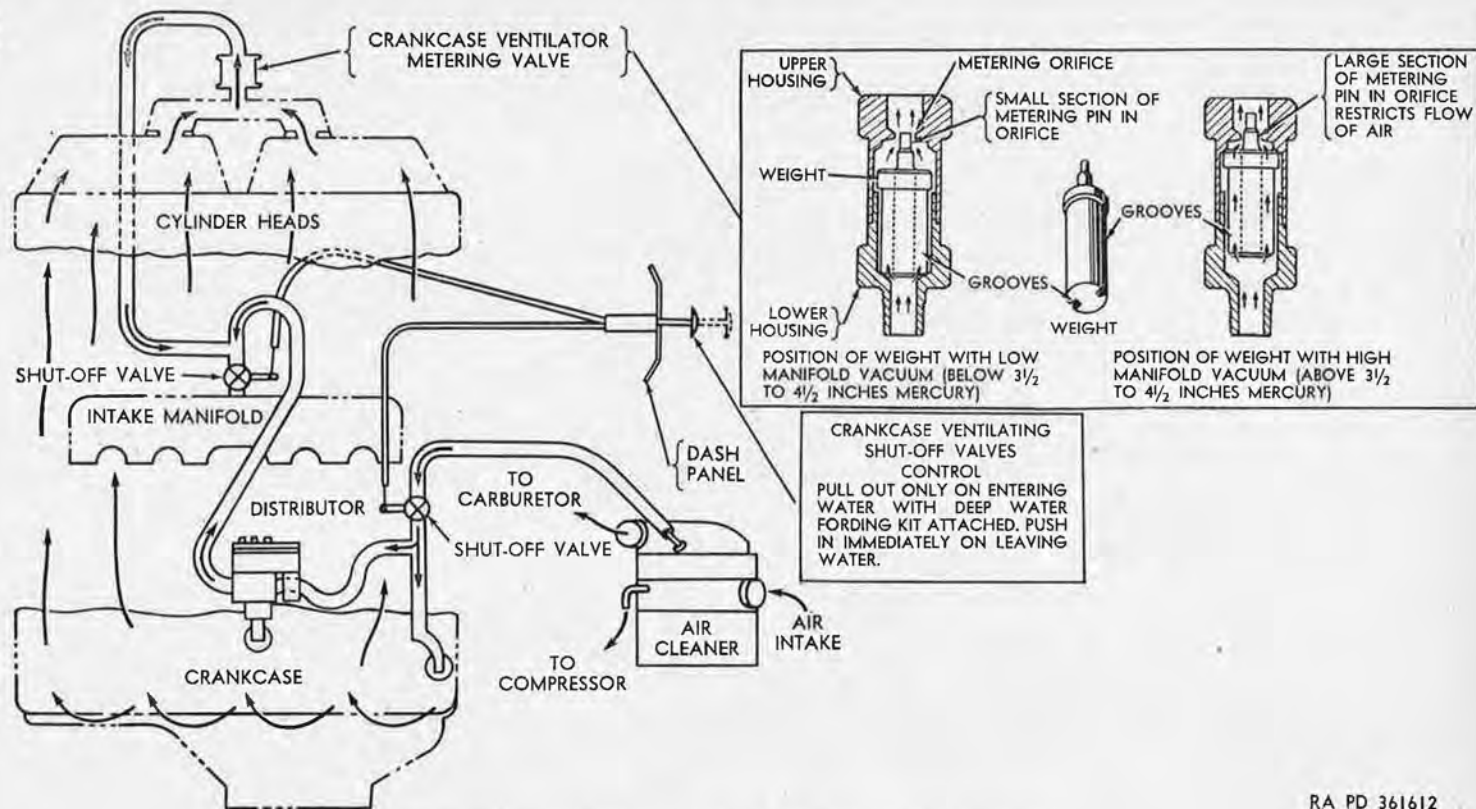 CRANKCASE VENTILATOR
METERING VALVE
CYLINDER HEADS
SHUT-OFF VALVE
INTAKE MANIFOLD
DISTRIBUTOR
TO
CARBURETOR
SHUT-OFF VALVE
DASH
PANEL
CRANKCASE
TO
COMPRESSOR
AIR
CLEANER
AIR
INTAKE
UPPER
HOUSING
METERING ORIFICE
SMALL SECTION OF
METERING PIN IN
ORIFICE
LARGE SECTION
OF METERING
PIN IN ORIFICE
RESTRICTS FLOW
OF AIR
WEIGHT
GROOVES
GROOVES
LOWER
HOUSING
WEIGHT
POSITION OF WEIGHT WITH LOW
MANIFOLD VACUUM (BELOW 3½
TO 4½ INCHES MERCURY)
POSITION OF WEIGHT WITH HIGH
MANIFOLD VACUUM (ABOVE 3½
TO 4½ INCHES MERCURY)
CRANKCASE VENTILATING
SHUT-OFF VALVES
CONTROL
PULL OUT ONLY ON ENTERING
WATER WITH DEEP WATER
FORDING KIT ATTACHED. PUSH
IN IMMEDIATELY ON LEAVING
WATER.
RA PD 361612